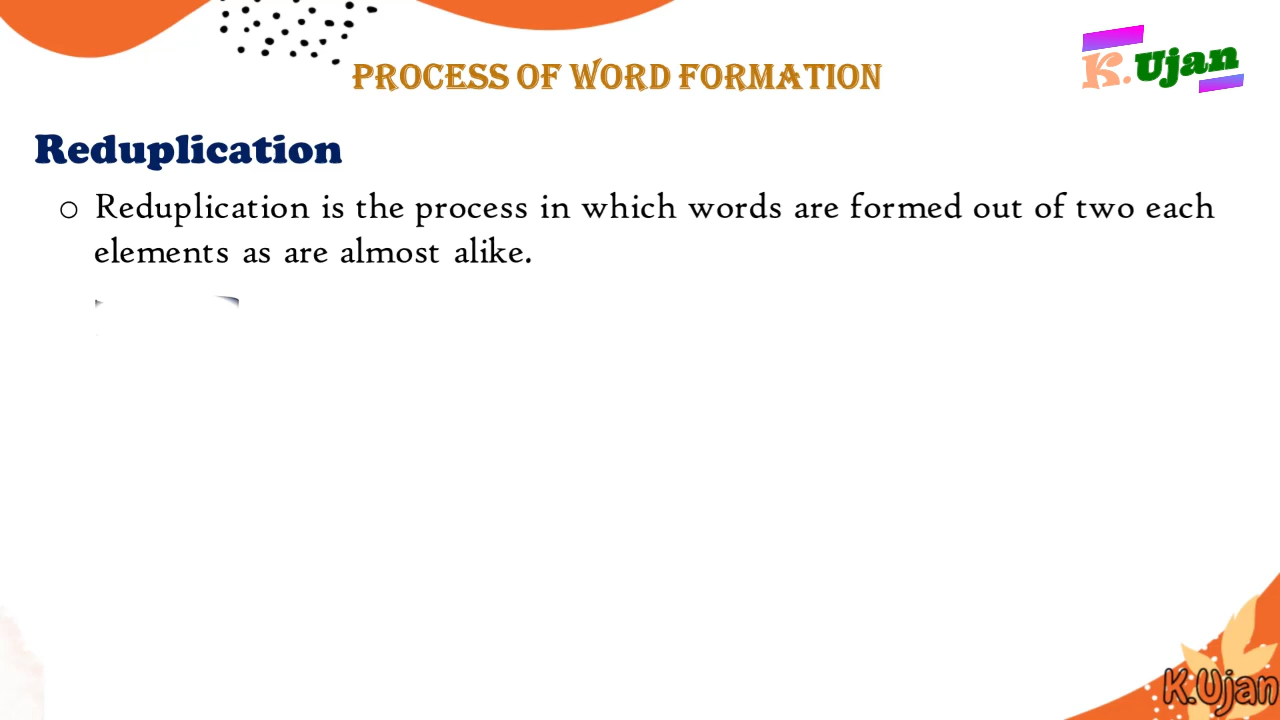 PROCESS OF WORD FORMATION
K.Ujan
Reduplication
o Reduplication is the process in which words are formed out of two each
elements as are almost alike.
K.Ujan